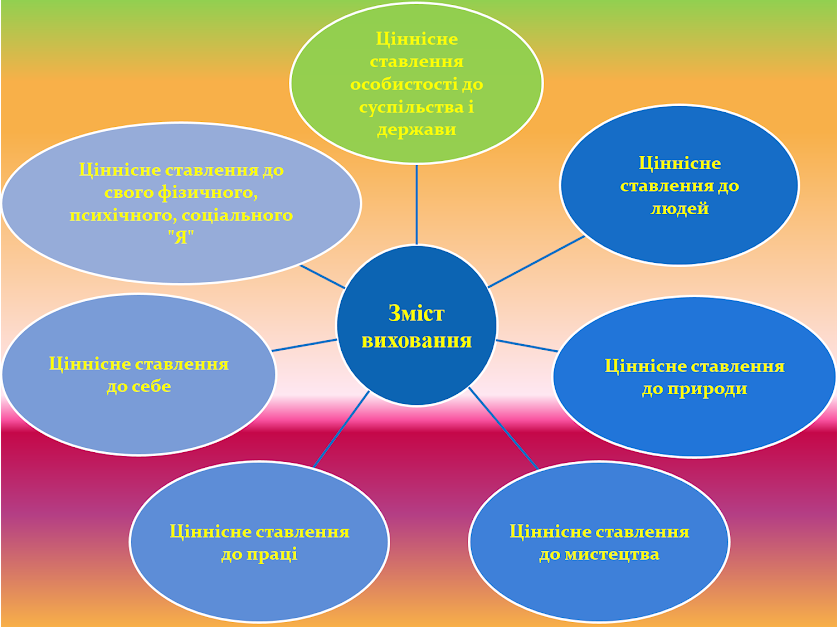 Ціннісне
ставлення
особистості до
суспільства і
держави
Ціннісне
ставлення до
людей
Ціннісне ставлення до
свого фізичного,
психічного, соціального
"Я"
Зміст
виховання
Ціннісне ставлення
до себе
Ціннісне ставлення
до природи
Ціннісне ставлення
до праці
Ціннісне ставлення
до мистецтва